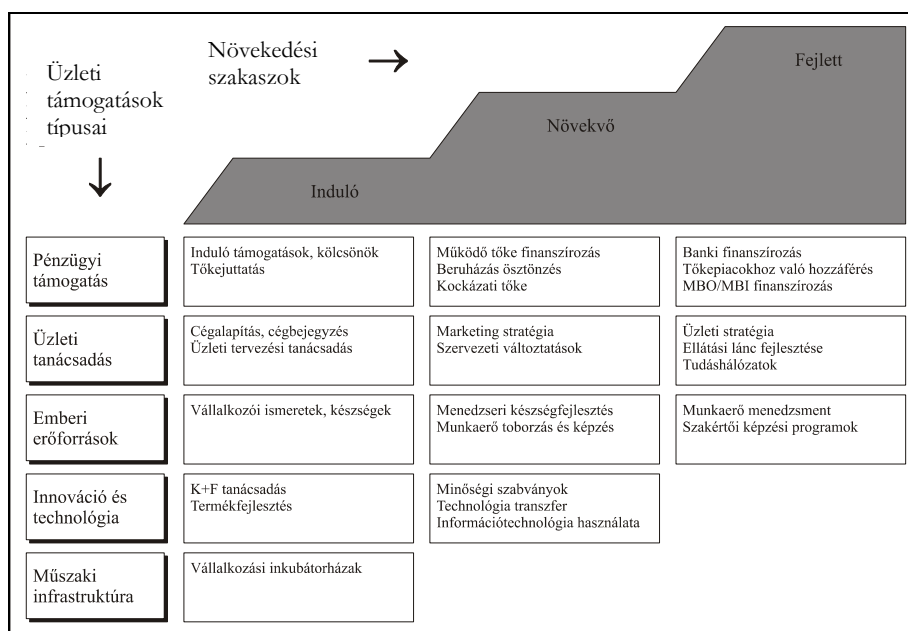 Üzleti
támogatások
típusai
Növekedési
szakaszok
Induló
Növekvő
Fejlett
Pénzügyi
támogatás
Induló támogatások, kölcsönök
Tőkejuttatás
Működő tőke finanszírozás
Beruházás ösztönzés
Kockázati tőke
Banki finanszírozás
Tőkepiacokhoz való hozzáférés
MBO/MBI finanszírozás
Üzleti
tanácsadás
Cégalapítás, cégbejegyzés
Üzleti tervezési tanácsadás
Marketing stratégia
Szervezeti változtatások
Üzleti stratégia
Ellátási lánc fejlesztése
Tudáshálózatok
Emberi
erőforrások
Vállalkozói ismeretek, készségek
Menedzseri készségfejlesztés
Munkaerő toborzás és képzés
Munkaerő menedzsment
Szakértői képzési programok
Innováció és
technológia
K+F tanácsadás
Termékfejlesztés
Minőségi szabványok
Technológia transzfer
Információtechnológia használata
Műszaki
infrastruktúra
Vállalkozási inkubátorházak